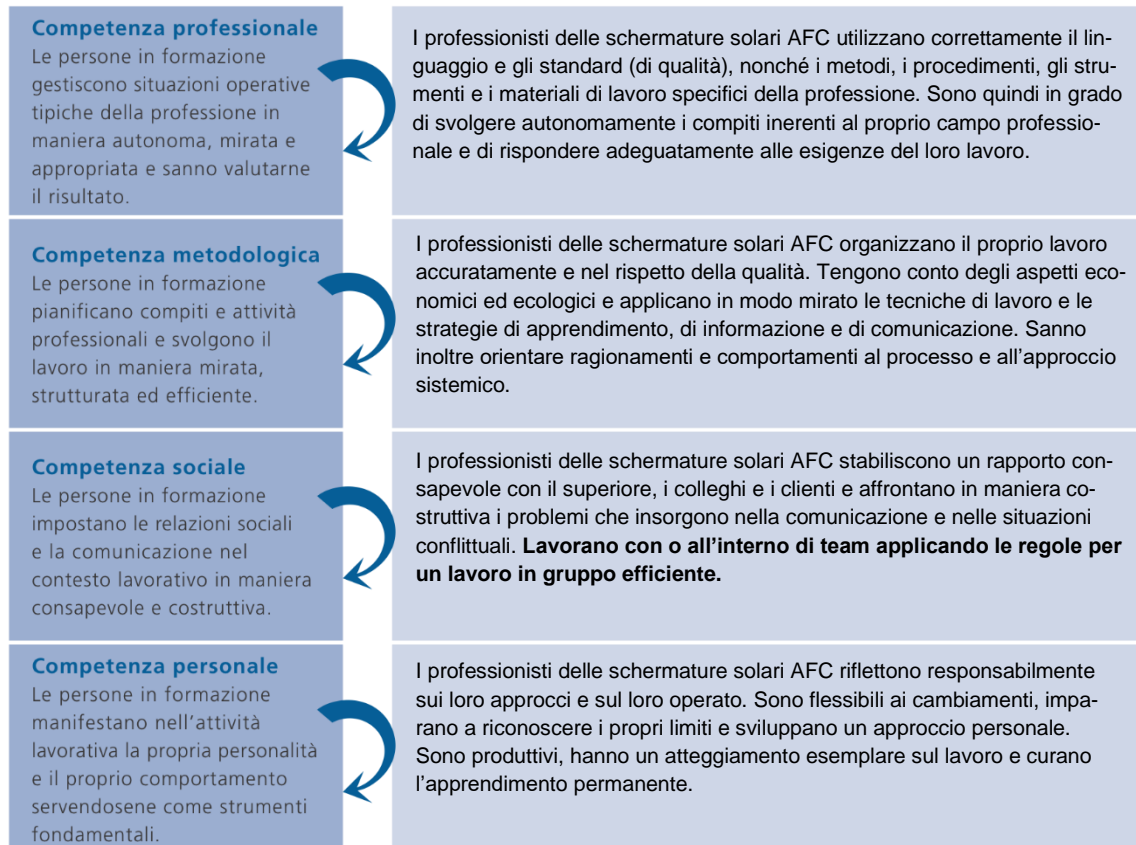 Competenza professionale
Le persone in formazione
gestiscono situazioni operative
tipiche della professione in
maniera autonoma, mirata e
appropriata e sanno valutarne
il risultato.
I professionisti delle schermature solari AFC utilizzano correttamente il lin-
guaggio e gli standard (di qualità), nonché i metodi, i procedimenti, gli stru-
menti e i materiali di lavoro specifici della professione. Sono quindi in grado
di svolgere autonomamente i compiti inerenti al proprio campo professio-
nale e di rispondere adeguatamente alle esigenze del loro lavoro.
Competenza metodologica
Le persone in formazione
pianificano compiti e attività
professionali e svolgono il
lavoro in maniera mirata,
strutturata ed efficiente.
I professionisti delle schermature solari AFC organizzano il proprio lavoro
accuratamente e nel rispetto della qualità. Tengono conto degli aspetti eco-
nomici ed ecologici e applicano in modo mirato le tecniche di lavoro e le
strategie di apprendimento, di informazione e di comunicazione. Sanno
inoltre orientare ragionamenti e comportamenti al processo e all'approccio
sistemico.
Competenza sociale
Le persone in formazione
impostano le relazioni sociali
e la comunicazione nel
contesto lavorativo in maniera
consapevole e costruttiva.
I professionisti delle schermature solari AFC stabiliscono un rapporto con-
sapevole con il superiore, i colleghi e i clienti e affrontano in maniera co-
struttiva i problemi che insorgono nella comunicazione e nelle situazioni
conflittuali. Lavorano con o all'interno di team applicando le regole per
un lavoro in gruppo efficiente.
Competenza personale
Le persone in formazione
manifestano nell'attività
lavorativa la propria personalità
e il proprio comportamento
servendosene come strumenti
fondamentali.
I professionisti delle schermature solari AFC riflettono responsabilmente
sui loro approcci e sul loro operato. Sono flessibili ai cambiamenti, impa-
rano a riconoscere i propri limiti e sviluppano un approccio personale.
Sono produttivi, hanno un atteggiamento esemplare sul lavoro e curano
l'apprendimento permanente.